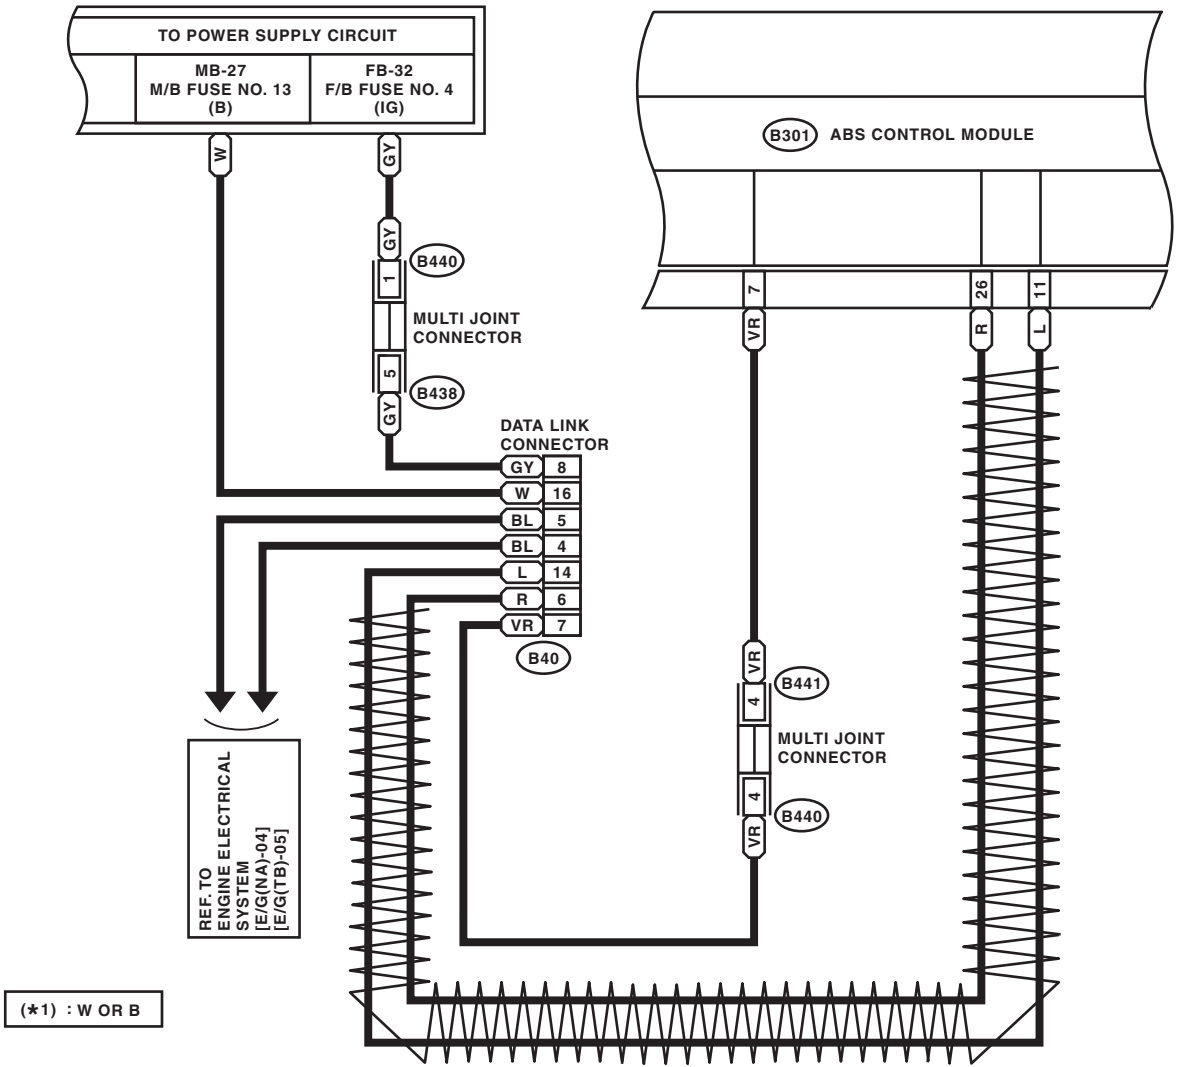 TO POWER SUPPLY CIRCUIT
MB-27
M/B FUSE NO. 13
(B)
FB-32
F/B FUSE NO. 4
(IG)
W
GY
GY
1
B440
MULTI JOINT
CONNECTOR
5
B438
GY
B301 ABS CONTROL MODULE
7
26
11
VR
R
L
DATA LINK
CONNECTOR
GY 8
W 16
BL 5
BL 4
L 14
R 6
VR 7
B40
VR
B441
4
MULTI JOINT
CONNECTOR
4
B440
VR
REF. TO
ENGINE ELECTRICAL
SYSTEM
[E/G(NA)-04]
[E/G(TB)-05]
(*1) : W OR B